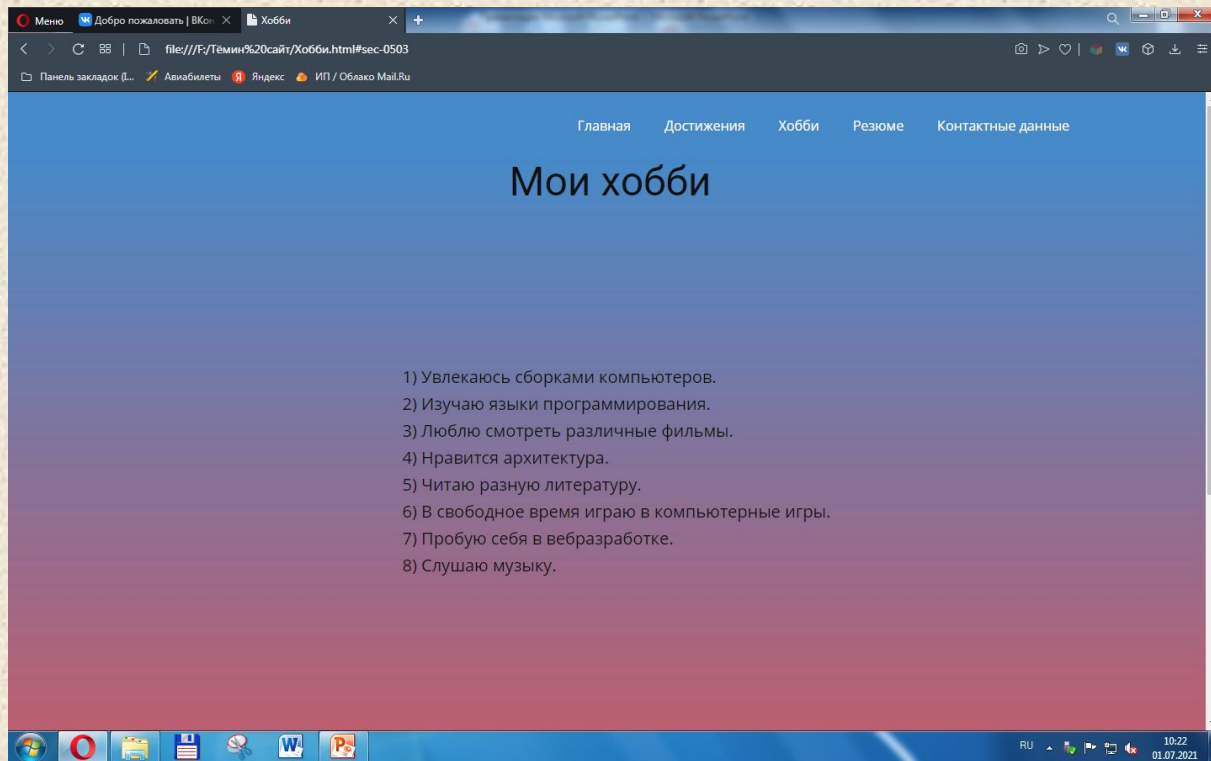 Меню
Добро пожаловать | ВКон
Хобби
file:///F:/Тёмин%20сайт/Хобби.html#sec-0503
Панель закладок (I... Авиабилеты Яндекс ИП / Облако Mail.Ru
Главная Достижения Хобби Резюме Контактные данные
Мои хобби
1) Увлекаюсь сборками компьютеров.
2) Изучаю языки программирования.
3) Люблю смотреть различные фильмы.
4) Нравится архитектура.
5) Читаю разную литературу.
6) В свободное время играю в компьютерные игры.
7) Пробую себя в вебразработке.
8) Слушаю музыку.
RU
10:22
01.07.2021